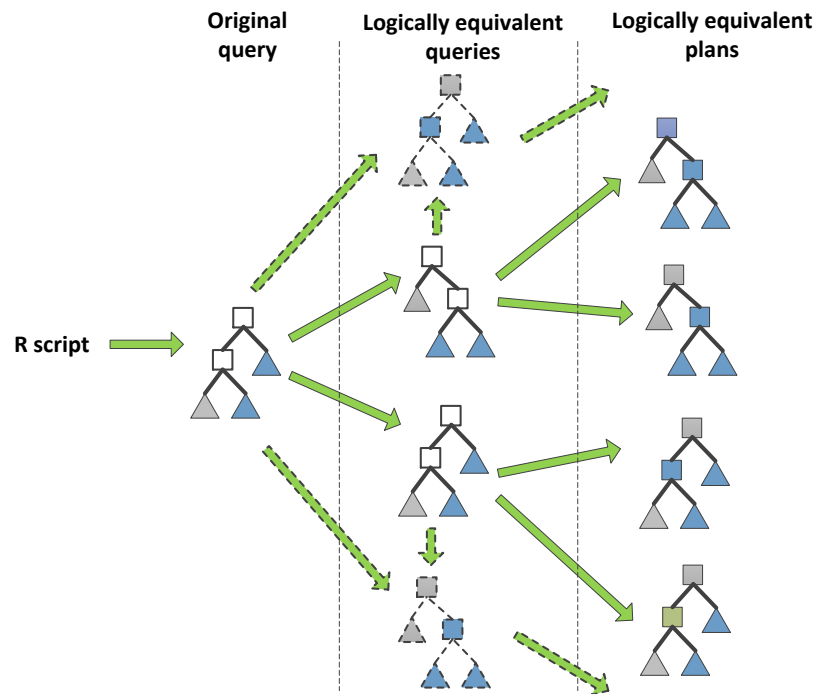 Original
query
Logically equivalent
queries
Logically equivalent
plans
R script